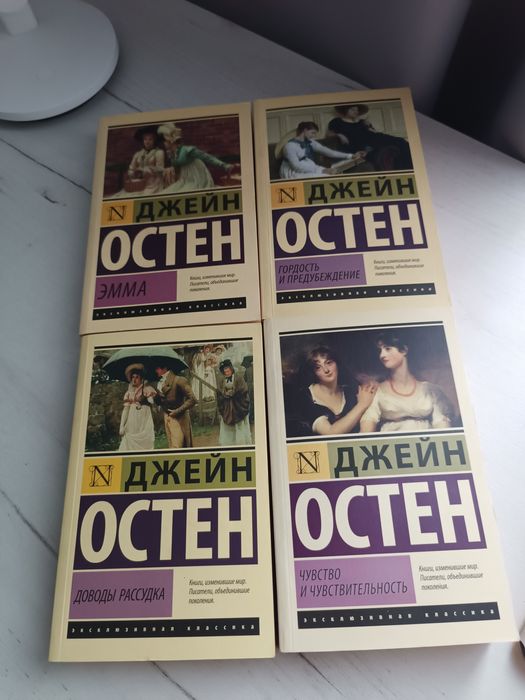 N ДЖЕЙН
ОСТЕН
ЭММА
Книги, изменившие мир.
Писатели, объединившие
поколения.
ЭКСКЛЮЗИВНАЯ КЛАССИКА
N ДЖЕЙН
ОСТЕН
ГОРДОСТЬ
И ПРЕДУБЕЖДЕНИЕ
Книги, изменившие мир.
Писатели, объединившие
поколения.
ЭКСКЛЮЗИВНАЯ КЛАССИКА
N ДЖЕЙН
ОСТЕН
ДОВОДЫ РАССУДКА
Книги, изменившие мир.
Писатели, объединившие
поколения.
ЭКСКЛЮЗИВНАЯ КЛАССИКА
N ДЖЕЙН
ОСТЕН
ЧУВСТВО
И ЧУВСТВИТЕЛЬНОСТЬ
Книги, изменившие мир.
Писатели, объединившие
поколения.
ЭКСКЛЮЗИВНАЯ КЛАССИКА